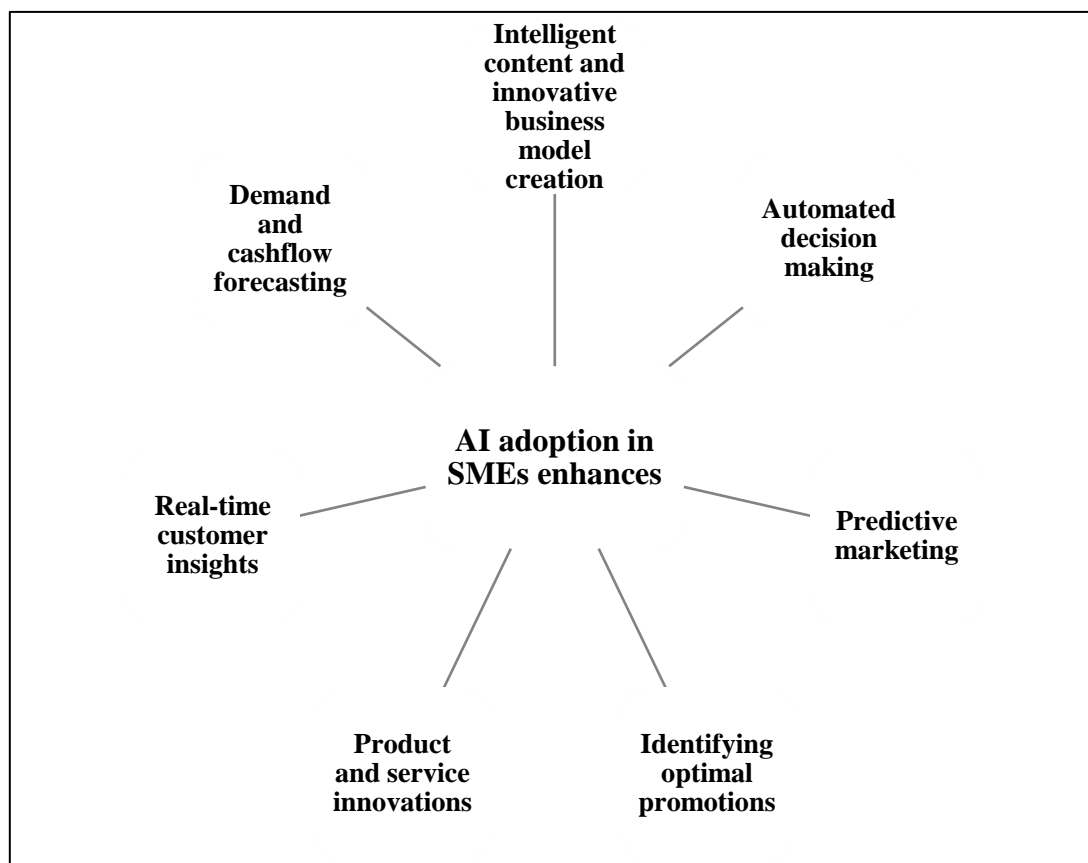 Intelligent
content and
innovative
business
model
creation
Demand
and
cashflow
forecasting
Automated
decision
making
AI adoption in
SMEs enhances
Real-time
customer
insights
Predictive
marketing
Product
and service
innovations
Identifying
optimal
promotions